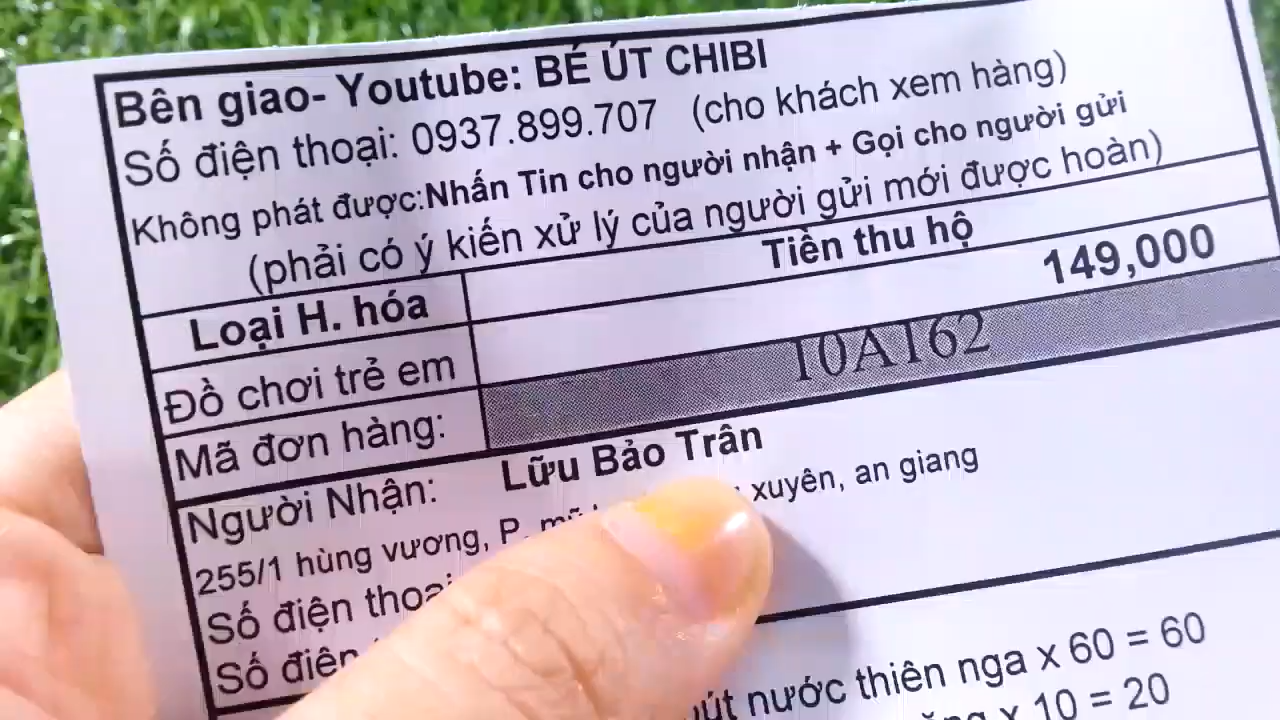 Bên giao- Youtube: BÉ ÚT CHIBI
Số điện thoại: 0937.899.707 (cho khách xem hàng)
Không phát được:Nhấn Tin cho người nhận + Gọi cho người gửi
(phải có ý kiến xử lý của người gửi mới được hoàn)
Loại H. hóa Tiền thu hộ
Đồ chơi trẻ em 149,000
Mã đơn hàng: 10A162
Người Nhận: Lữu Bảo Trân
255/1 hùng vương, P. xuyên, an giang
Số điện
Số
nước thiên nga x 60 = 60
x 10 = 20